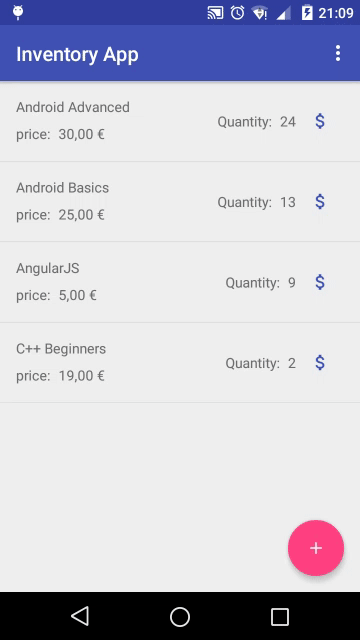 21:09
Inventory App
Android Advanced
price: 30,00 €
Quantity: 24 $
Android Basics
price: 25,00 €
Quantity: 13 $
AngularJS
price: 5,00 €
Quantity: 9 $
C++ Beginners
price: 19,00 €
Quantity: 2 $
+